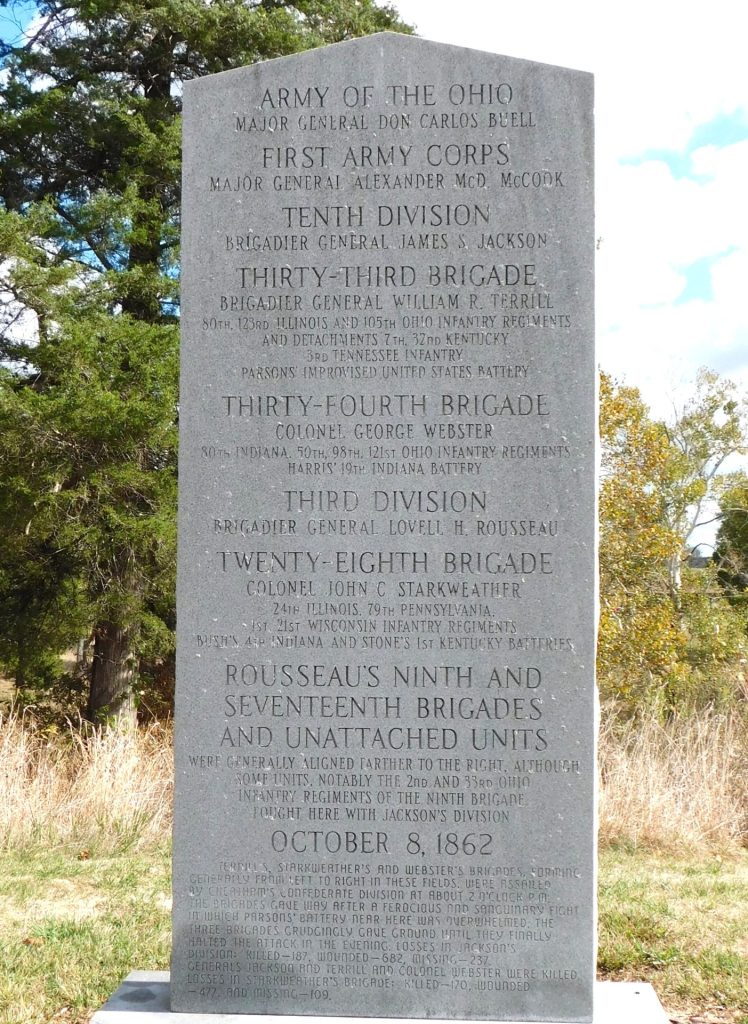 ARMY OF THE OHIO
MAJOR GENERAL DON CARLOS BUELL
FIRST ARMY CORPS
MAJOR GENERAL ALEXANDER McD. McCOOK
TENTH DIVISION
BRIGADIER GENERAL JAMES S. JACKSON
THIRTY-THIRD BRIGADE
BRIGADIER GENERAL WILLIAM R. TERRILL
80TH, 123RD ILLINOIS AND 105TH OHIO INFANTRY REGIMENTS
AND DETACHMENTS 7TH, 32ND KENTUCKY
3RD TENNESSEE INFANTRY
PARSONS' IMPROVISED UNITED STATES BATTERY
THIRTY-FOURTH BRIGADE
COLONEL GEORGE WEBSTER
80TH INDIANA, 50TH, 98TH, 121ST OHIO INFANTRY REGIMENTS
HARRIS' 19TH INDIANA BATTERY
THIRD DIVISION
BRIGADIER GENERAL LOVELL H. ROUSSEAU
TWENTY-EIGHTH BRIGADE
COLONEL JOHN C STARKWEATHER
24TH ILLINOIS, 79TH PENNSYLVANIA,
1ST, 21ST WISCONSIN INFANTRY REGIMENTS
BUSH'S 4TH INDIANA AND STONE'S 1ST KENTUCKY BATTERIES
ROUSSEAU'S NINTH AND
SEVENTEENTH BRIGADES
AND UNATTACHED UNITS
WERE GENERALLY ALIGNED FARTHER TO THE RIGHT, ALTHOUGH
SOME UNITS, NOTABLY THE 2ND AND 33RD OHIO
INFANTRY REGIMENTS OF THE NINTH BRIGADE,
FOUGHT HERE WITH JACKSON'S DIVISION
OCTOBER 8, 1862
TERRILL'S, STARKWEATHER'S AND WEBSTER'S BRIGADES, FORMING
GENERALLY FROM LEFT TO RIGHT IN THESE FIELDS, WERE ASSAILED
BY CHEATHAM'S CONFEDERATE DIVISION AT ABOUT 2 O'CLOCK P.M.
THE BRIGADES GAVE WAY AFTER A FEROCIOUS AND SANGUINARY FIGHT
IN WHICH PARSONS' BATTERY NEAR HERE WAS OVERWHELMED. THE
THREE BRIGADES GRUDGINGLY GAVE GROUND UNTIL THEY FINALLY
HALTED THE ATTACK IN THE EVENING. LOSSES IN JACKSON'S
DIVISION: KILLED-187, WOUNDED-682, MISSING-237.
GENERALS JACKSON AND TERRILL AND COLONEL WEBSTER WERE KILLED.
LOSSES IN STARKWEATHER'S BRIGADE: KILLED-170, WOUNDED
-477, AND MISSING-109.